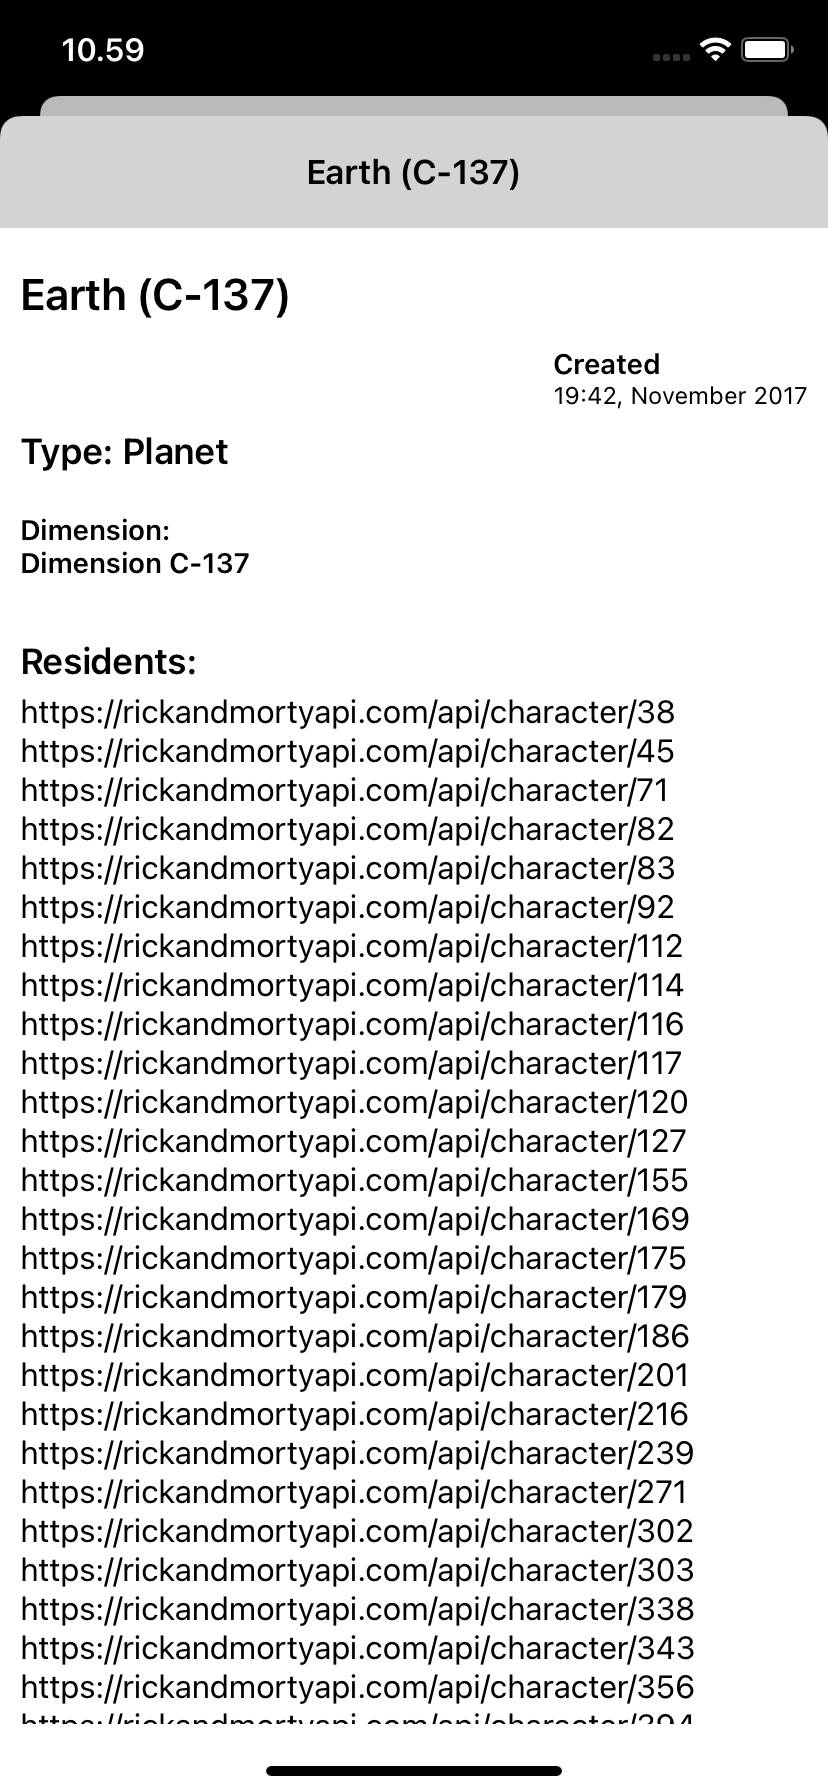 10.59
Earth (C-137)
Earth (C-137)
Created
19:42, November 2017
Type: Planet
Dimension:
Dimension C-137
Residents:
https://rickandmortyapi.com/api/character/38
https://rickandmortyapi.com/api/character/45
https://rickandmortyapi.com/api/character/71
https://rickandmortyapi.com/api/character/82
https://rickandmortyapi.com/api/character/83
https://rickandmortyapi.com/api/character/92
https://rickandmortyapi.com/api/character/112
https://rickandmortyapi.com/api/character/114
https://rickandmortyapi.com/api/character/116
https://rickandmortyapi.com/api/character/117
https://rickandmortyapi.com/api/character/120
https://rickandmortyapi.com/api/character/127
https://rickandmortyapi.com/api/character/155
https://rickandmortyapi.com/api/character/169
https://rickandmortyapi.com/api/character/175
https://rickandmortyapi.com/api/character/179
https://rickandmortyapi.com/api/character/186
https://rickandmortyapi.com/api/character/201
https://rickandmortyapi.com/api/character/216
https://rickandmortyapi.com/api/character/239
https://rickandmortyapi.com/api/character/271
https://rickandmortyapi.com/api/character/302
https://rickandmortyapi.com/api/character/303
https://rickandmortyapi.com/api/character/338
https://rickandmortyapi.com/api/character/343
https://rickandmortyapi.com/api/character/356